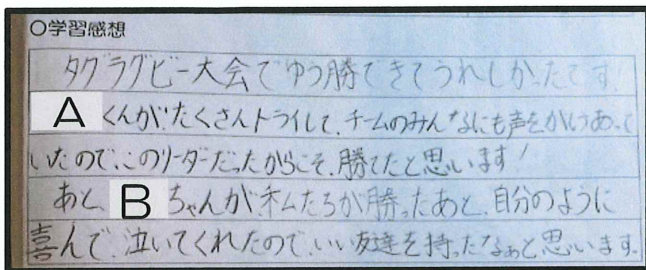 ○学習感想
タグラグビー大会でゆう勝できてうれしかったです!
Aくんが、たくさんトライして、チームのみんなにも声をかけあって
いたので、このリーダーだったからこそ、勝てたと思います!
あと、Bちゃんが、私たちが勝ったあと、自分のように
喜んで、泣いてくれたので、いい友達を持ったなぁと思います。